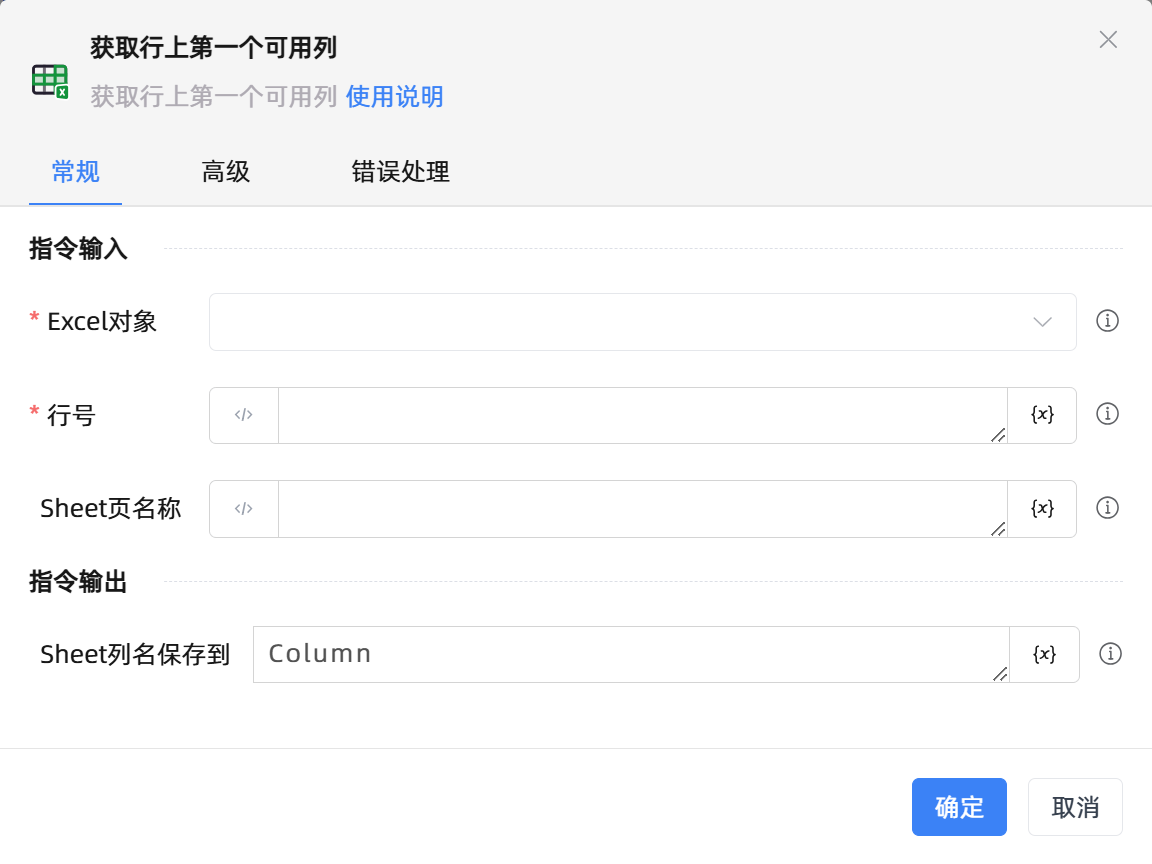 获取行上第一个可用列
获取行上第一个可用列 使用说明
常规 高级 错误处理
指令输入
* Excel对象
* 行号 </> {x}
Sheet页名称 </> {x}
指令输出
Sheet列名保存到 Column {x}
确定 取消